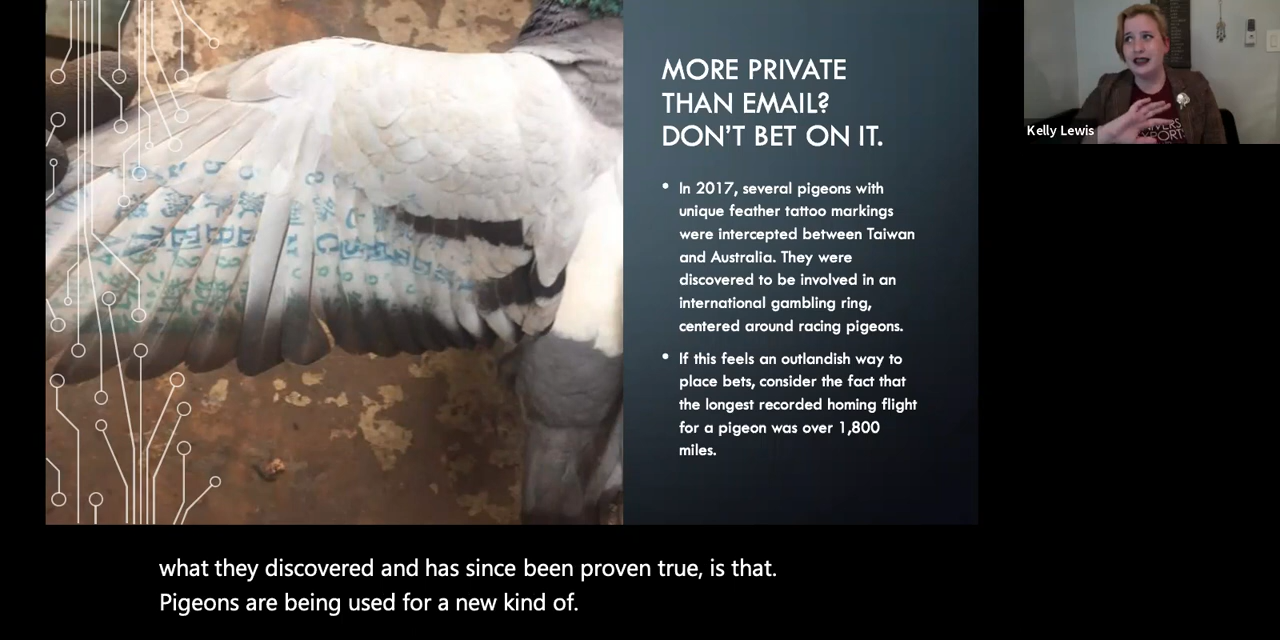 MORE PRIVATE
THAN EMAIL?
DON'T BET ON IT.
• In 2017, several pigeons with
unique feather tattoo markings
were intercepted between Taiwan
and Australia. They were
discovered to be involved in an
international gambling ring,
centered around racing pigeons.
• If this feels an outlandish way to
place bets, consider the fact that
the longest recorded homing flight
for a pigeon was over 1,800
miles.
Kelly Lewis
what they discovered and has since been proven true, is that.
Pigeons are being used for a new kind of.